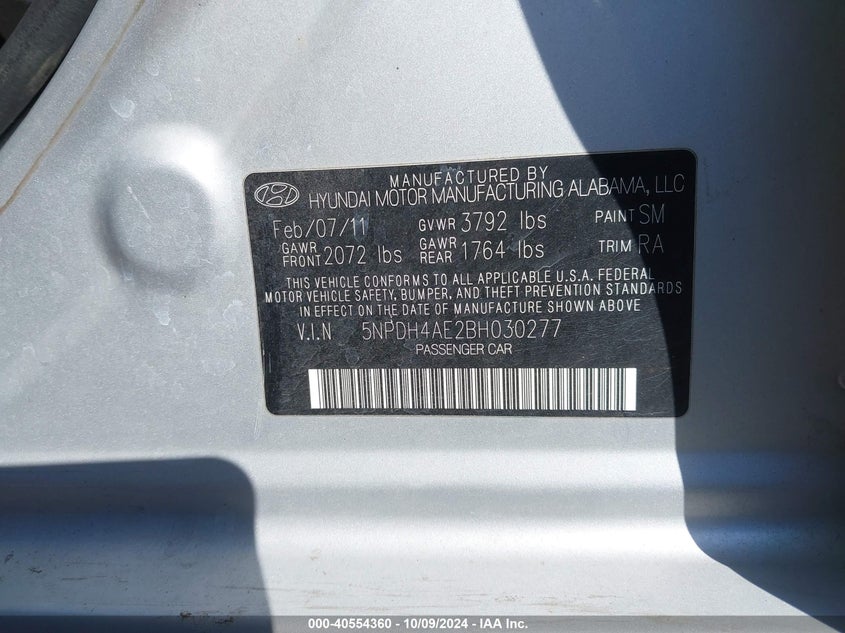 MANUFACTURED BY
HYUNDAI MOTOR MANUFACTURING ALABAMA, LLC
Feb/07/11 GVWR 3792 lbs PAINT SM
GAWR FRONT 2072 lbs GAWR REAR 1764 lbs TRIM RA
THIS VEHICLE CONFORMS TO ALL APPLICABLE U.S.A. FEDERAL
MOTOR VEHICLE SAFETY, BUMPER, AND THEFT PREVENTION STANDARDS
IN EFFECT ON THE DATE OF MANUFACTURE SHOWN ABOVE.
V.I.N 5NPDH4AE2BH030277
PASSENGER CAR
000-40554360 - 10/09/2024 - IAA Inc.